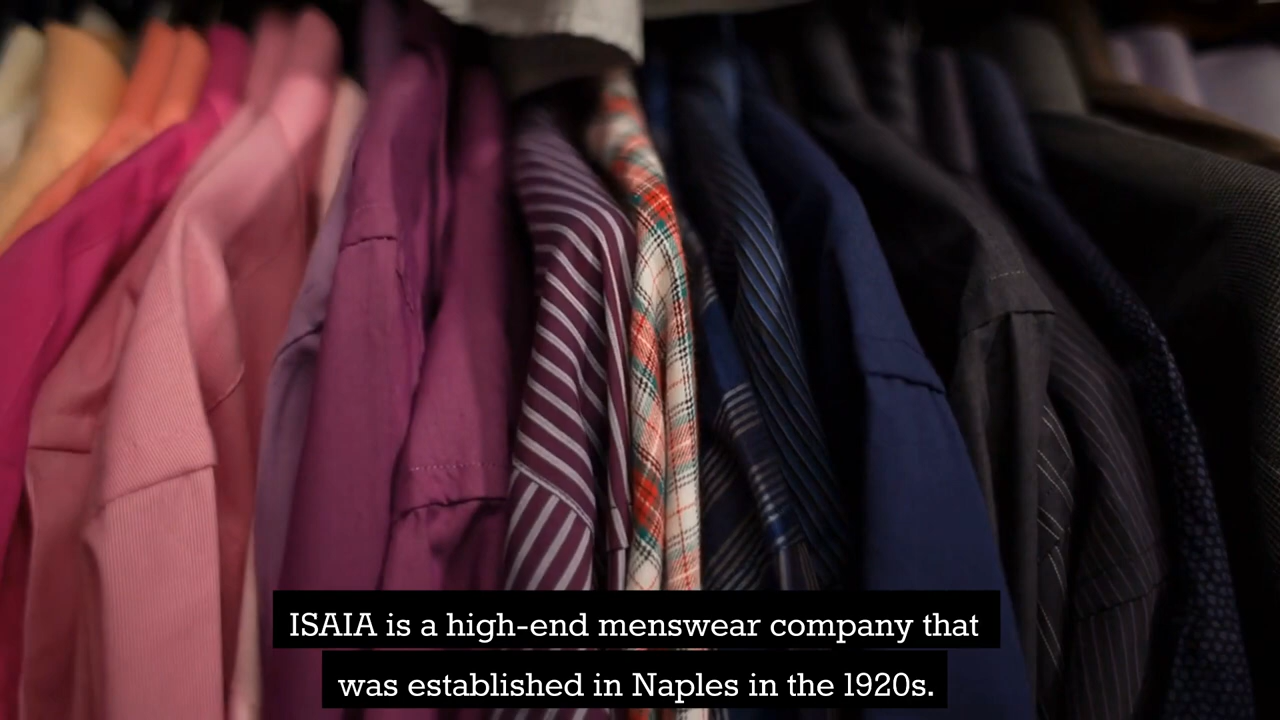 ISAIA is a high-end menswear company that
was established in Naples in the 1920s.